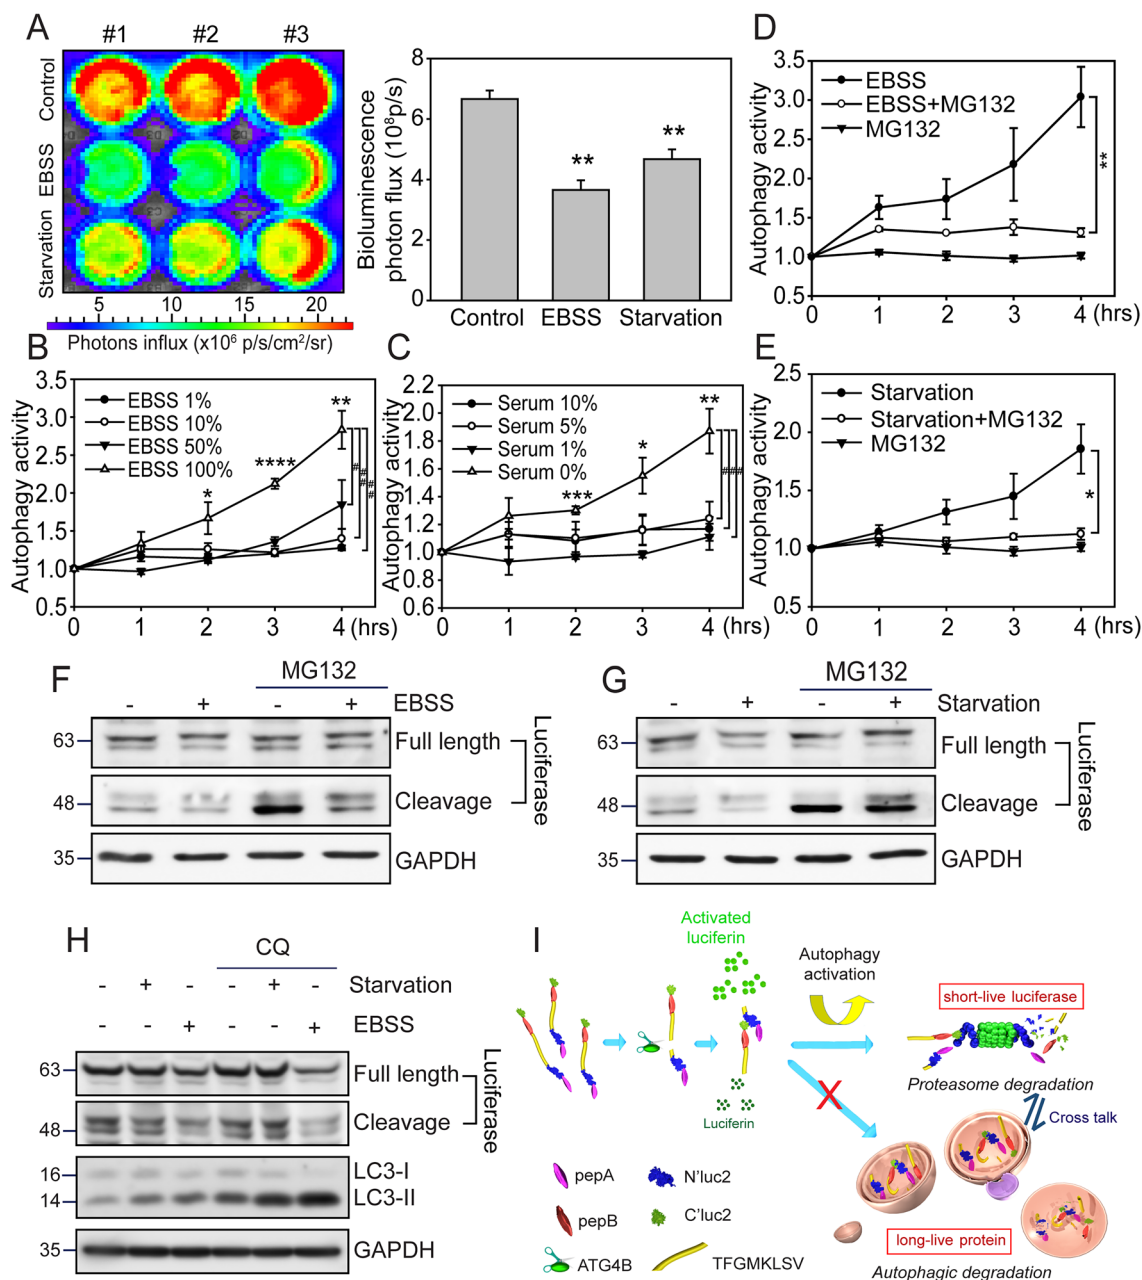 A
#1 #2 #3
Control
EBSS
Starvation
5 10 15 20
Photons influx (x10⁶ p/s/cm²/sr)
Bioluminescence
photon flux (10⁸p/s)
8
6
4
2
0
**
**
Control EBSS Starvation
D
Autophagy activity
3.5
3.0
2.5
2.0
1.5
1.0
0.5
EBSS
EBSS+MG132
MG132
**
0 1 2 3 4 (hrs)
B
Autophagy activity
3.5
3.0
2.5
2.0
1.5
1.0
0.5
EBSS 1%
EBSS 10%
EBSS 50%
EBSS 100%
* **** **
# ## ##
0 1 2 3 4 (hrs)
C
Autophagy activity
2.2
2.0
1.8
1.6
1.4
1.2
1.0
0.8
0.6
Serum 10%
Serum 5%
Serum 1%
Serum 0%
*** * **
# # #
0 1 2 3 4 (hrs)
E
Autophagy activity
2.5
2.0
1.5
1.0
0.5
Starvation
Starvation+MG132
MG132
*
0 1 2 3 4 (hrs)
F
MG132
- + - + EBSS
63 Full length
48 Cleavage
Luciferase
35 GAPDH
G
MG132
- + - + Starvation
63 Full length
48 Cleavage
Luciferase
35 GAPDH
H
CQ
- + - - + - Starvation
- - + - - + EBSS
63 Full length
48 Cleavage
Luciferase
16 LC3-I
14 LC3-II
35 GAPDH
I
Activated
luciferin
Autophagy
activation
short-live luciferase
Proteasome degradation
Luciferin
X
Cross talk
pepA
N'luc2
pepB
C'luc2
ATG4B
TFGMKLSV
long-live protein
Autophagic degradation